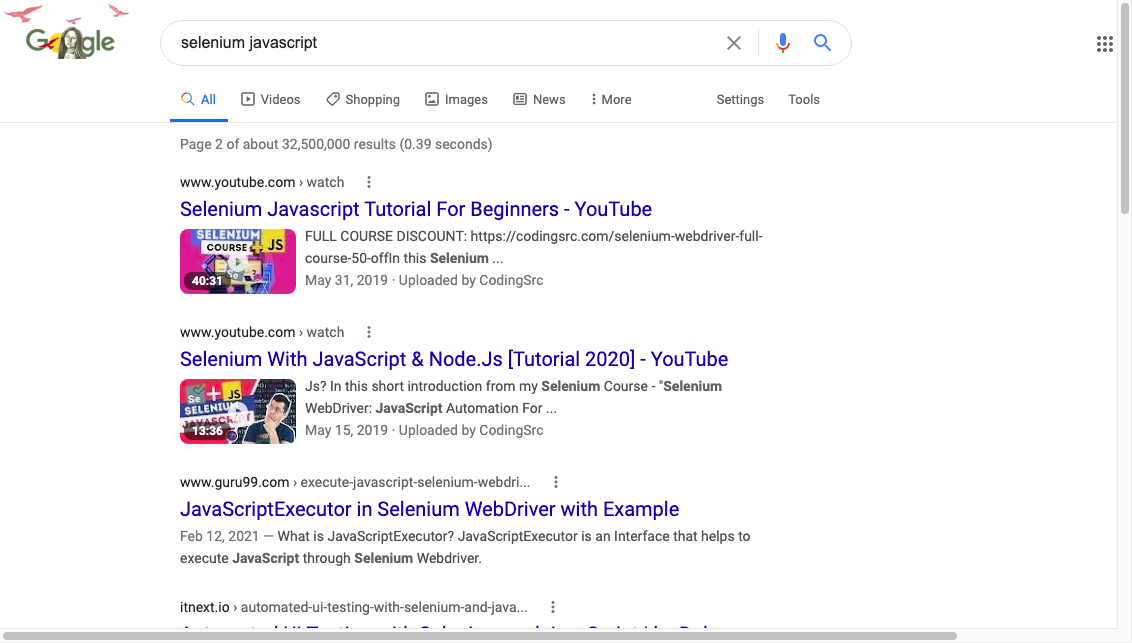 Google
selenium javascript
All Videos Shopping Images News More Settings Tools
Page 2 of about 32,500,000 results (0.39 seconds)
www.youtube.com › watch
Selenium Javascript Tutorial For Beginners - YouTube
SELENIUM
COURSE + JS
Se
40:31
FULL COURSE DISCOUNT: https://codingsrc.com/selenium-webdriver-full-
course-50-offIn this Selenium ...
May 31, 2019 · Uploaded by CodingSrc
www.youtube.com › watch
Selenium With JavaScript & Node.Js [Tutorial 2020] - YouTube
Se + JS
SELENIUM
JAVASCRIPT
13:36
Js? In this short introduction from my Selenium Course - "Selenium
WebDriver: JavaScript Automation For ...
May 15, 2019 · Uploaded by CodingSrc
www.guru99.com › execute-javascript-selenium-webdri...
JavaScriptExecutor in Selenium WebDriver with Example
Feb 12, 2021 — What is JavaScriptExecutor? JavaScriptExecutor is an Interface that helps to
execute JavaScript through Selenium Webdriver.
itnext.io › automated-ui-testing-with-selenium-and-java...